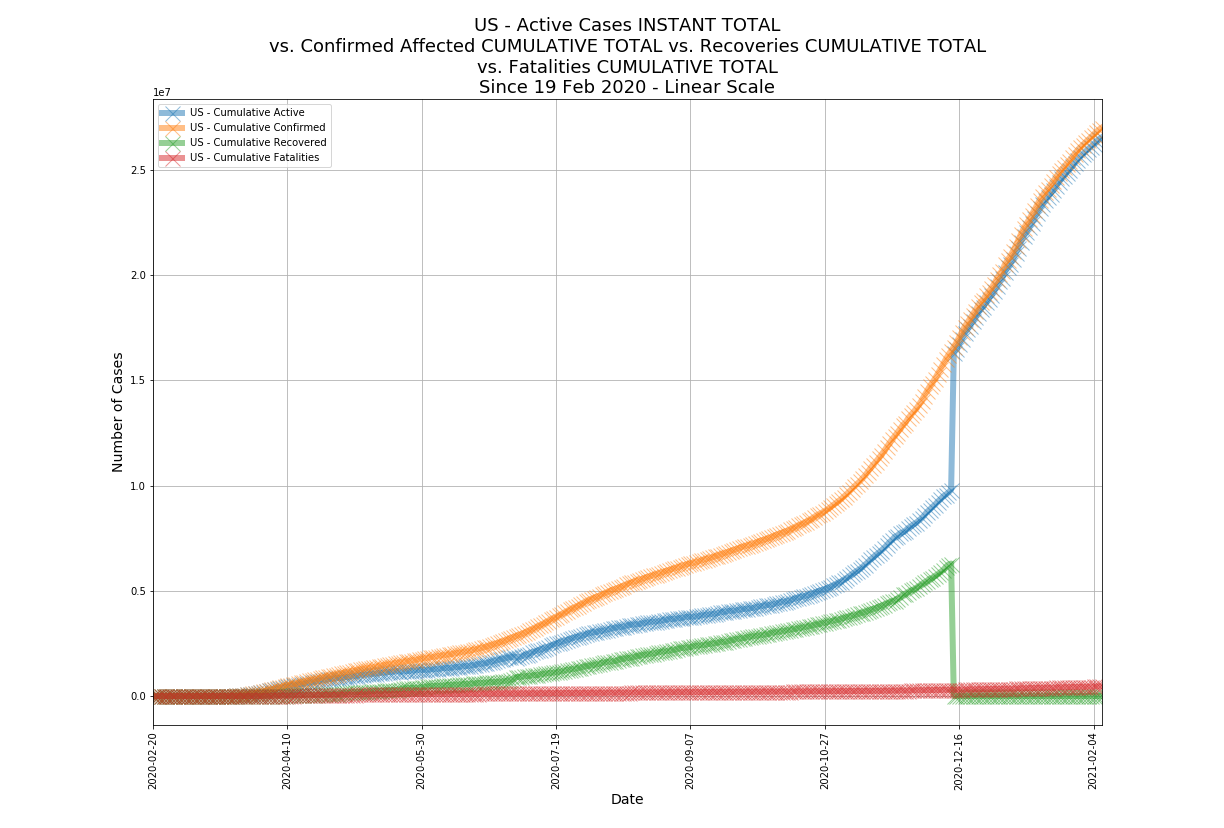 US - Active Cases INSTANT TOTAL
vs. Confirmed Affected CUMULATIVE TOTAL vs. Recoveries CUMULATIVE TOTAL
vs. Fatalities CUMULATIVE TOTAL
Since 19 Feb 2020 - Linear Scale
1e7
US - Cumulative Active
US - Cumulative Confirmed
US - Cumulative Recovered
US - Cumulative Fatalities
2.5
2.0
1.5
1.0
0.5
0.0
Number of Cases
2020-02-20
2020-04-10
2020-05-30
2020-07-19
2020-09-07
2020-10-27
2020-12-16
2021-02-04
Date